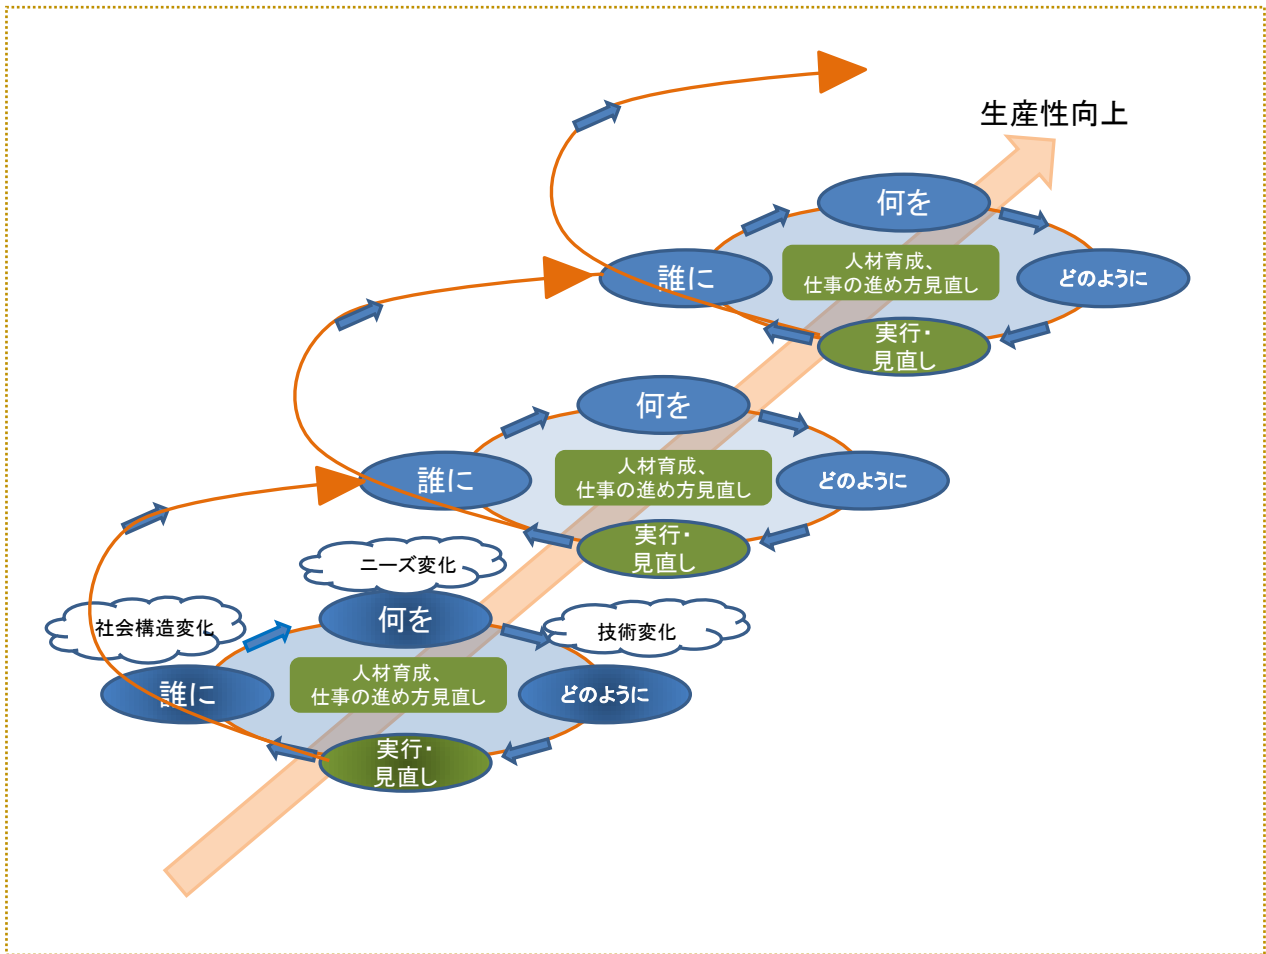 生産性向上
何を
誰に
人材育成、
仕事の進め方見直し
どのように
実行・
見直し
何を
誰に
人材育成、
仕事の進め方見直し
どのように
実行・
見直し
ニーズ変化
社会構造変化
何を
技術変化
誰に
人材育成、
仕事の進め方見直し
どのように
実行・
見直し